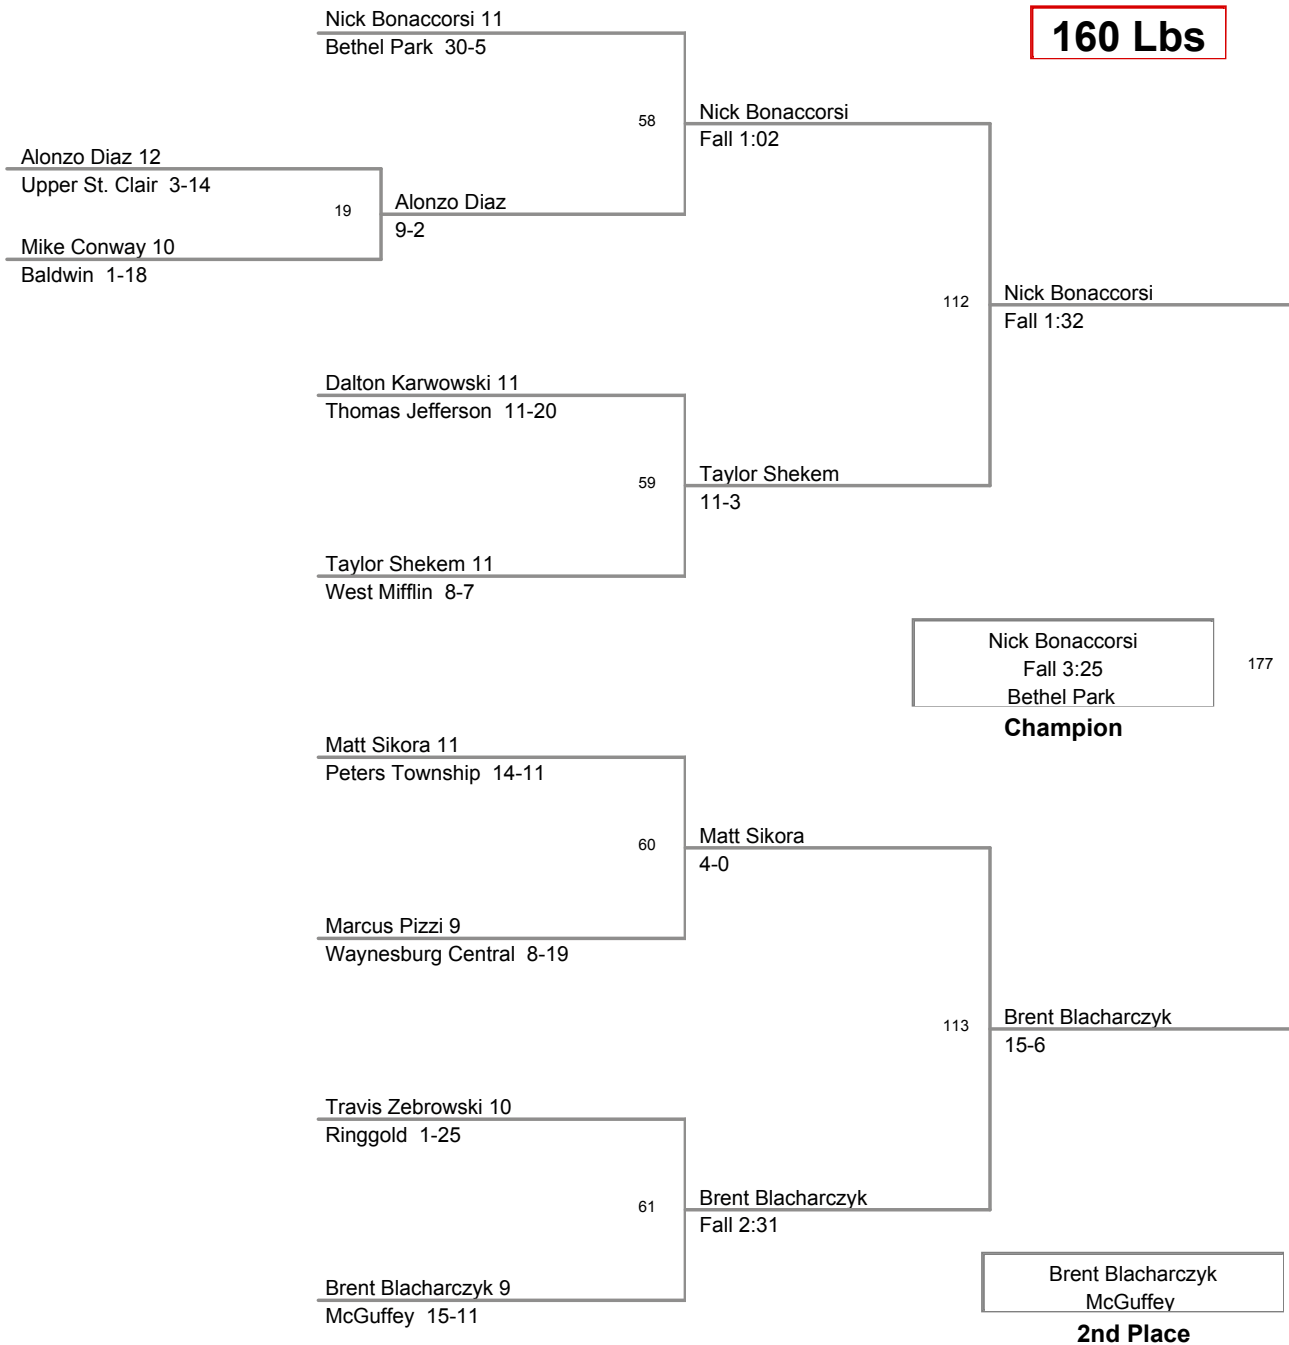 Nick Bonaccorsi 11
Bethel Park 30-5
160 Lbs
58
Nick Bonaccorsi
Fall 1:02
Alonzo Diaz 12
Upper St. Clair 3-14
19
Alonzo Diaz
9-2
Mike Conway 10
Baldwin 1-18
112
Nick Bonaccorsi
Fall 1:32
Dalton Karwowski 11
Thomas Jefferson 11-20
59
Taylor Shekem
11-3
Taylor Shekem 11
West Mifflin 8-7
Nick Bonaccorsi
Fall 3:25
Bethel Park
177
Champion
Matt Sikora 11
Peters Township 14-11
60
Matt Sikora
4-0
Marcus Pizzi 9
Waynesburg Central 8-19
113
Brent Blacharczyk
15-6
Travis Zebrowski 10
Ringgold 1-25
61
Brent Blacharczyk
Fall 2:31
Brent Blacharczyk 9
McGuffey 15-11
Brent Blacharczyk
McGuffey
2nd Place